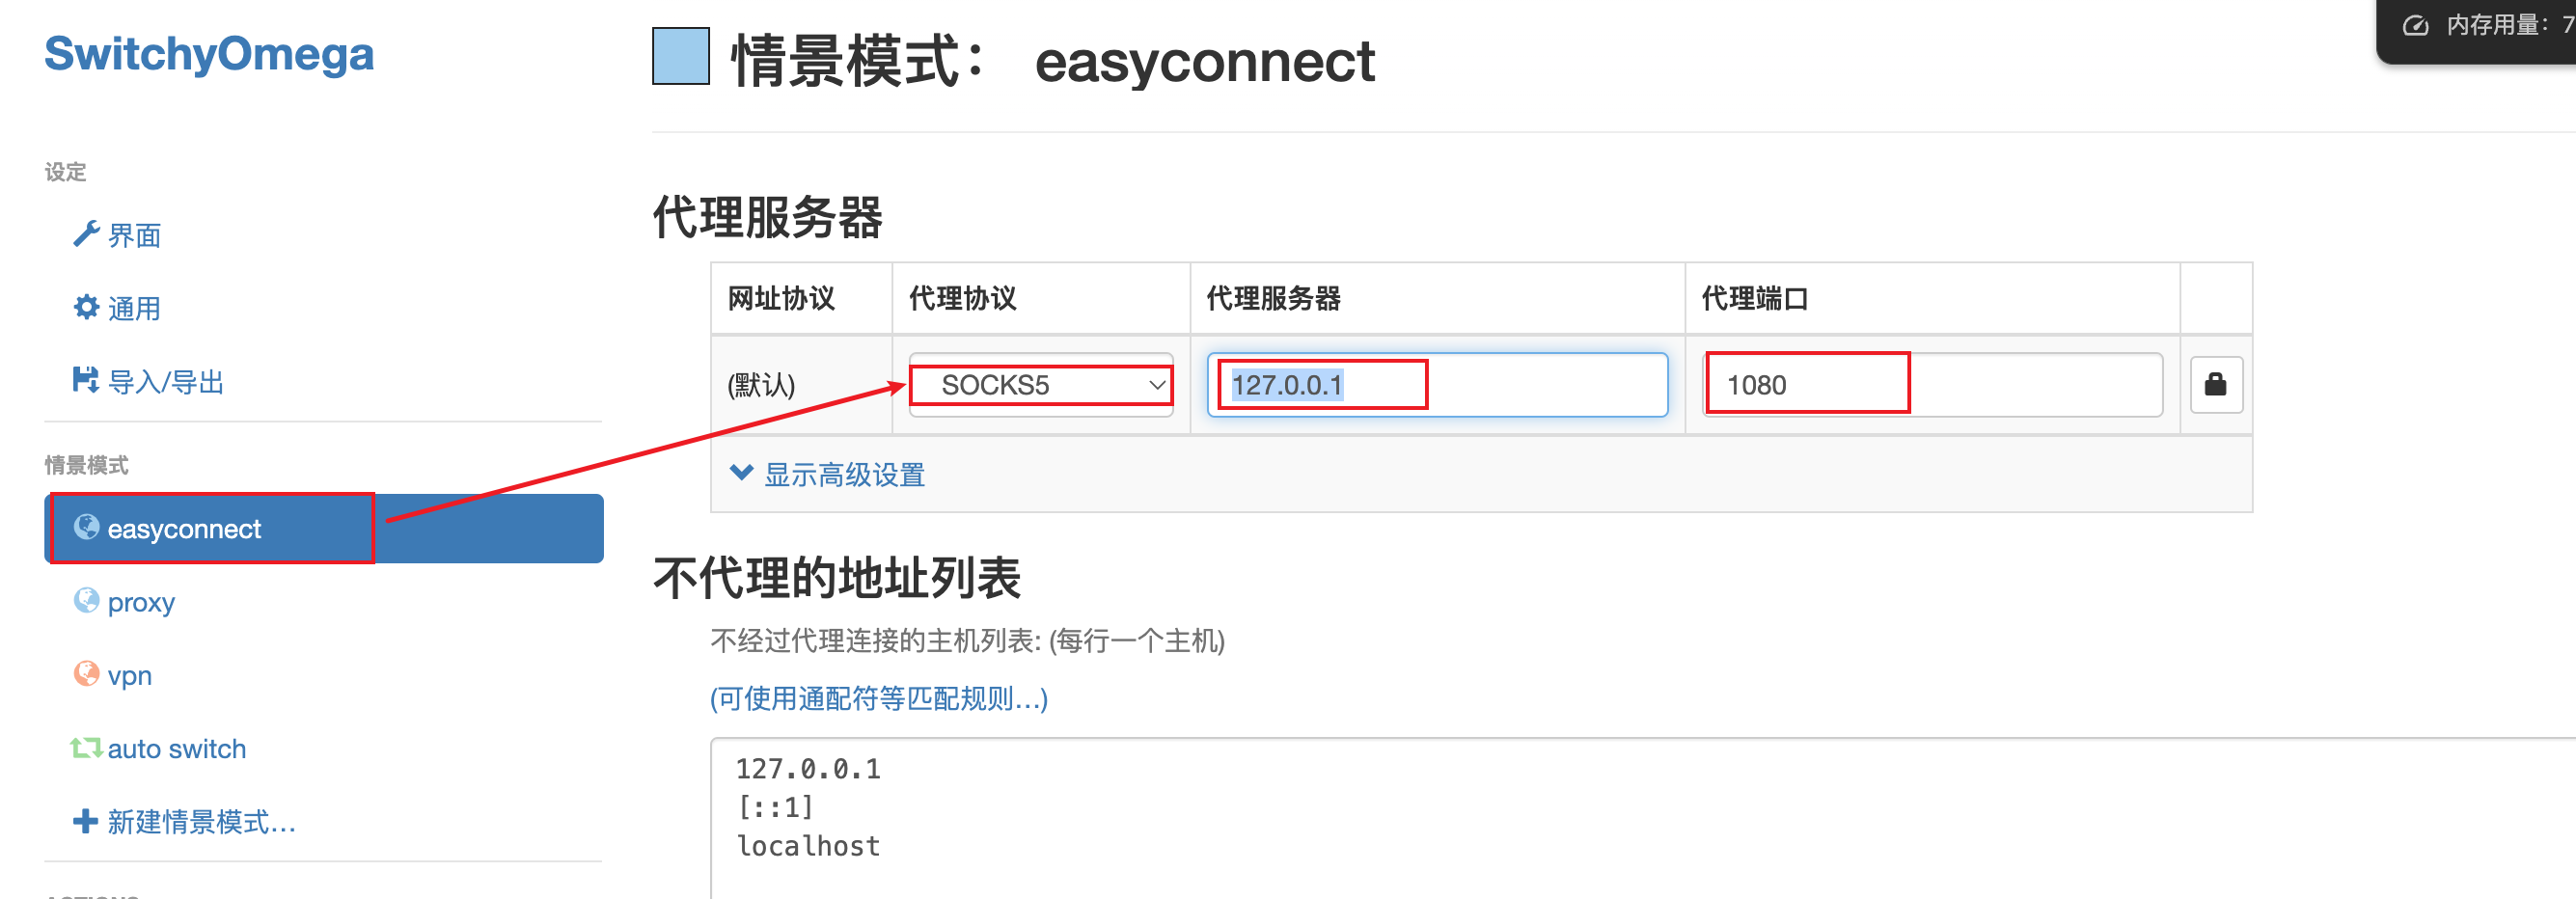 SwitchyOmega
设定
界面
通用
导入/导出
情景模式
easyconnect
proxy
vpn
auto switch
新建情景模式...
情景模式： easyconnect
内存用量：7
代理服务器
网址协议 代理协议 代理服务器 代理端口
(默认) SOCKS5 127.0.0.1 1080
显示高级设置
不代理的地址列表
不经过代理连接的主机列表: (每行一个主机)
(可使用通配符等匹配规则...)
127.0.0.1
[::1]
localhost